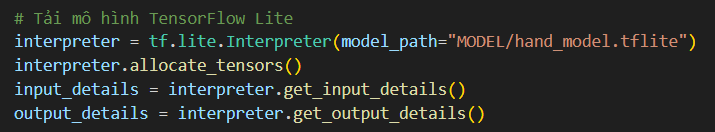 # Tải mô hình TensorFlow Lite
interpreter = tf.lite.Interpreter(model_path="MODEL/hand_model.tflite")
interpreter.allocate_tensors()
input_details = interpreter.get_input_details()
output_details = interpreter.get_output_details()